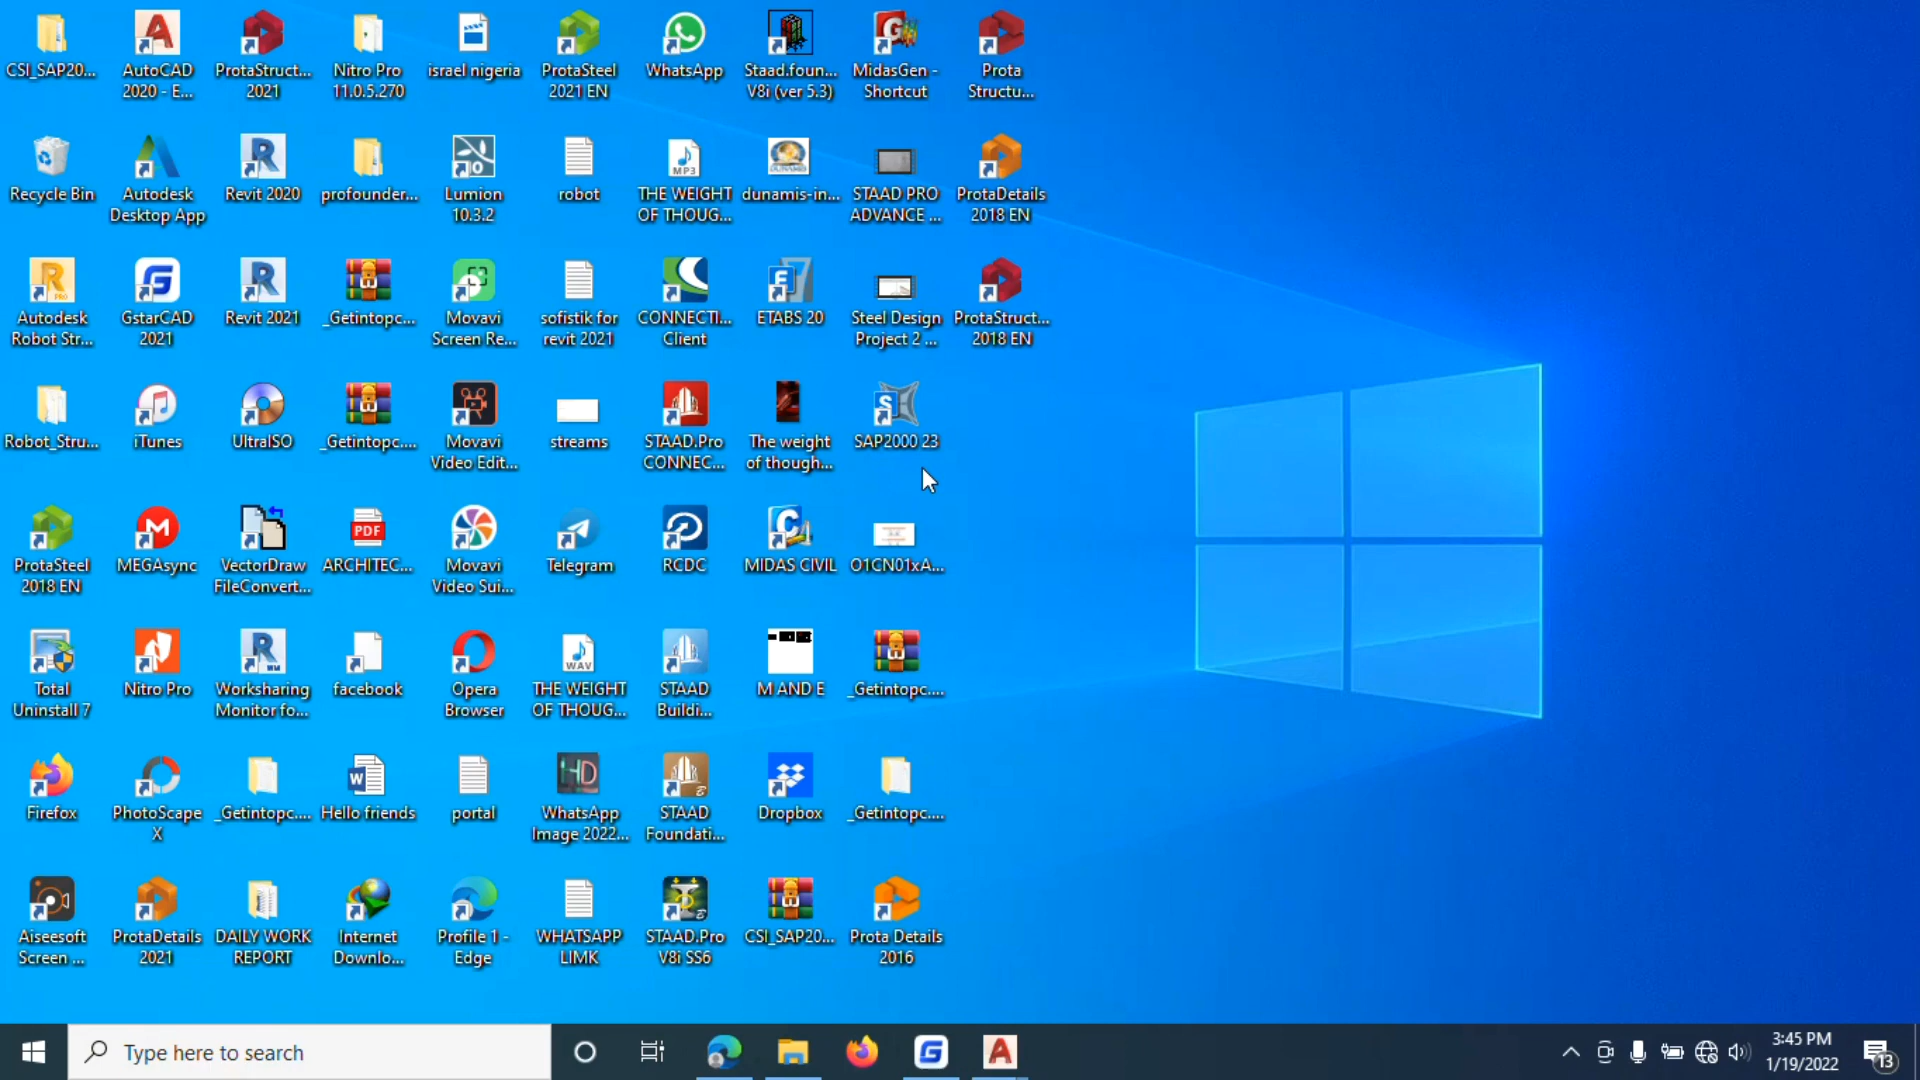 CSI_SAP20...
AutoCAD
2020 - E...
ProtaStruct...
2021
Nitro Pro
11.0.5.270
israel nigeria
ProtaSteel
2021 EN
WhatsApp
Staad.foun...
V8i (ver 5.3)
MidasGen -
Shortcut
Prota
Structu...
Recycle Bin
Autodesk
Desktop App
Revit 2020
profounder...
Lumion
10.3.2
robot
MP3
THE WEIGHT
OF THOUG...
DUNAMIS
dunamis-in...
STAAD PRO
ADVANCE ...
ProtaDetails
2018 EN
Autodesk
Robot Str...
GstarCAD
2021
Revit 2021
_Getintopc....
Movavi
Screen Re...
sofistik for
revit 2021
CONNECTI...
Client
ETABS 20
Steel Design
Project 2 ...
ProtaStruct...
2018 EN
Robot_Stru...
iTunes
UltraISO
_Getintopc....
Movavi
Video Edit...
streams
STAAD.Pro
CONNEC...
The weight
of though...
SAP2000 23
ProtaSteel
2018 EN
MEGAsync
VectorDraw
FileConvert...
PDF
ARCHITEC...
Movavi
Video Sui...
Telegram
RCDC
MIDAS CIVIL
O1CN01xA...
Total
Uninstall 7
Nitro Pro
Worksharing
Monitor fo...
facebook
Opera
Browser
WAV
THE WEIGHT
OF THOUG...
STAAD
Buildi...
M AND E
_Getintopc....
Firefox
PhotoScape
X
_Getintopc....
Hello friends
portal
HD
WhatsApp
Image 2022...
STAAD
Foundati...
Dropbox
_Getintopc....
Aiseesoft
Screen ...
ProtaDetails
2021
DAILY WORK
REPORT
Internet
Downlo...
Profile 1 -
Edge
WHATSAPP
LIMK
STAAD.Pro
V8i SS6
CSI_SAP20...
Prota Details
2016
Type here to search
3:45 PM
1/19/2022
13